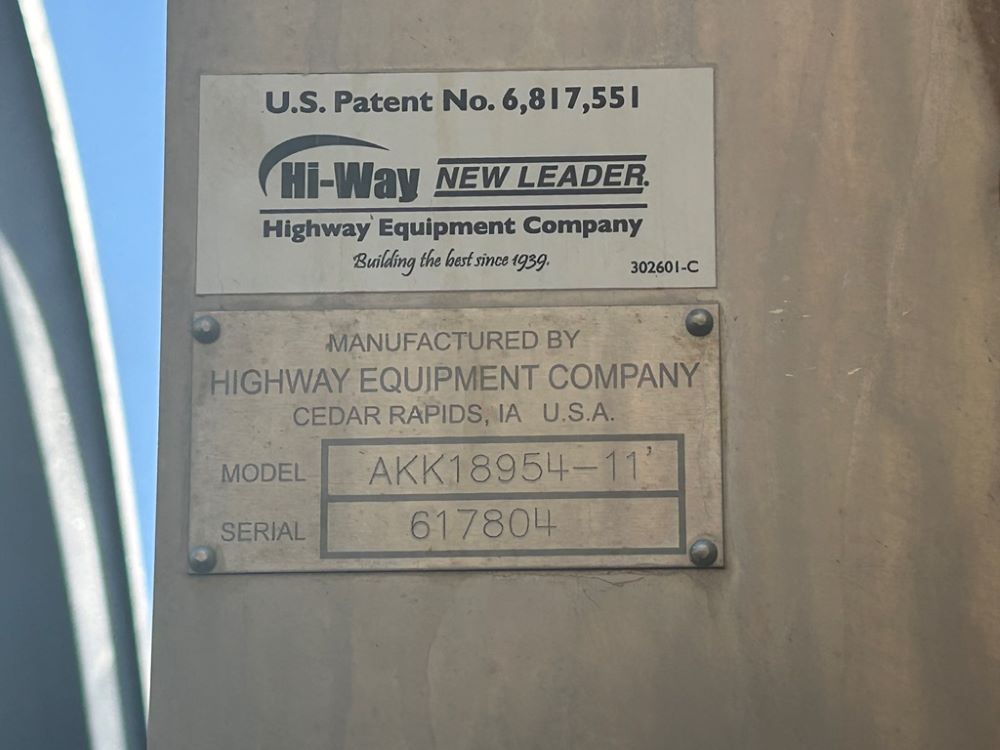 U.S. Patent No. 6,817,551
Hi-Way NEW LEADER.
Highway Equipment Company
Building the best since 1939.
302601-C
MANUFACTURED BY
HIGHWAY EQUIPMENT COMPANY
CEDAR RAPIDS, IA U.S.A.
MODEL AKK18954-11'
SERIAL 617804